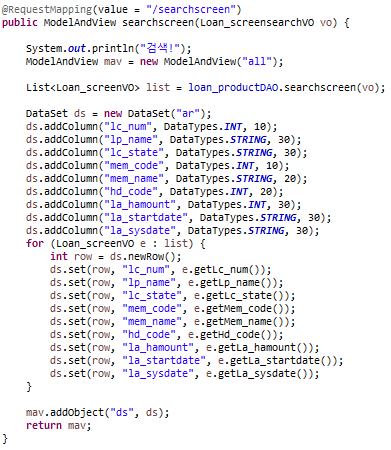 @RequestMapping(value = "/searchscreen")
public ModelAndView searchscreen(Loan_screensearchVO vo) {
System.out.println("검색!");
ModelAndView mav = new ModelAndView("all");
List<Loan_screenVO> list = loan_productDAO.searchscreen(vo);
DataSet ds = new DataSet("ar");
ds.addColumn("lc_num", DataTypes.INT, 10);
ds.addColumn("lp_name", DataTypes.STRING, 30);
ds.addColumn("lc_state", DataTypes.STRING, 30);
ds.addColumn("mem_code", DataTypes.INT, 10);
ds.addColumn("mem_name", DataTypes.STRING, 20);
ds.addColumn("hd_code", DataTypes.INT, 20);
ds.addColumn("la_hamount", DataTypes.INT, 30);
ds.addColumn("la_startdate", DataTypes.STRING, 30);
ds.addColumn("la_sysdate", DataTypes.STRING, 30);
for (Loan_screenVO e : list) {
int row = ds.newRow();
ds.set(row, "lc_num", e.getLc_num());
ds.set(row, "lp_name", e.getLp_name());
ds.set(row, "lc_state", e.getLc_state());
ds.set(row, "mem_code", e.getMem_code());
ds.set(row, "mem_name", e.getMem_name());
ds.set(row, "hd_code", e.getHd_code());
ds.set(row, "la_hamount", e.getLa_hamount());
ds.set(row, "la_startdate", e.getLa_startdate());
ds.set(row, "la_sysdate", e.getLa_sysdate());
}
mav.addObject("ds", ds);
return mav;
}